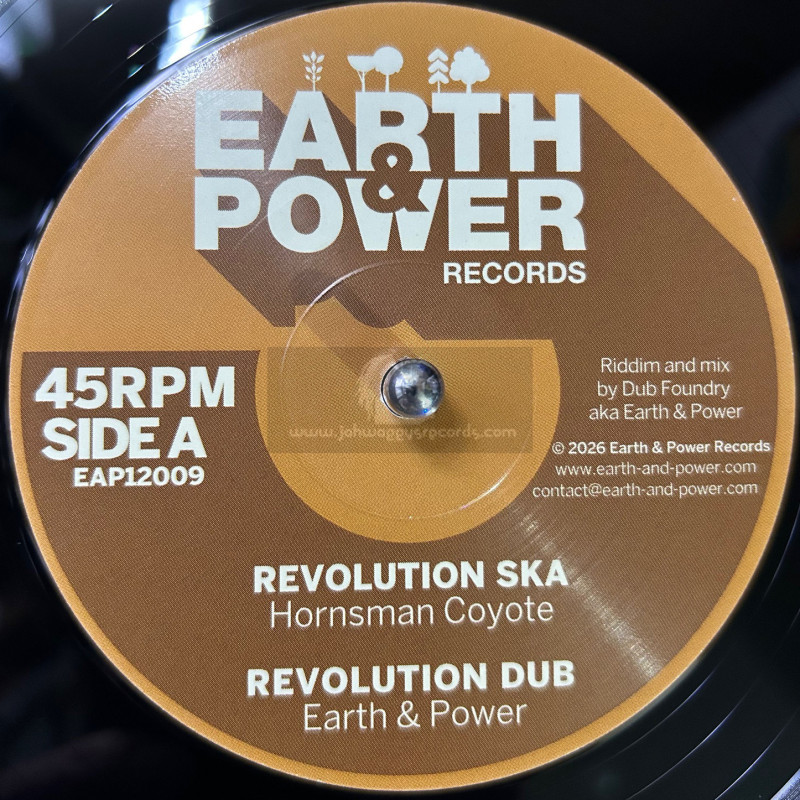 EARTH
&
POWER
RECORDS
45RPM
SIDE A
EAP12009
Riddim and mix
by Dub Foundry
aka Earth & Power
© 2026 Earth & Power Records
www.earth-and-power.com
contact@earth-and-power.com
www.jahwaggysrecords.com
REVOLUTION SKA
Hornsman Coyote
REVOLUTION DUB
Earth & Power